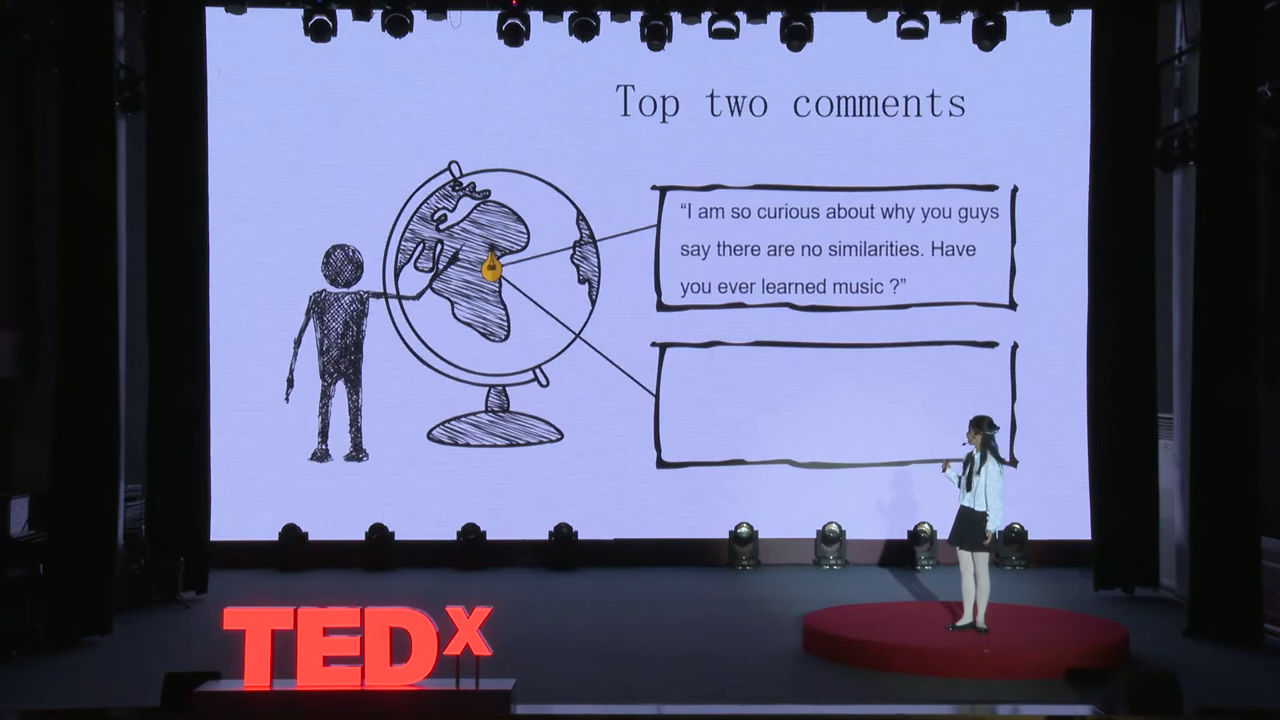 Top two comments
“I am so curious about why you guys
say there are no similarities. Have
you ever learned music ?”
TEDx